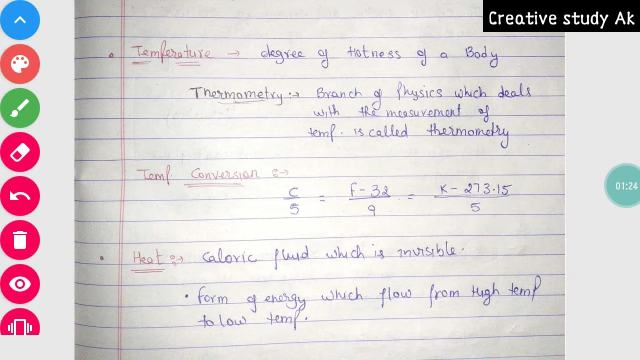 Creative study Ak
• Temperature → degree of Hotness of a Body
Thermometry:- Branch of Physics which deals
with the measurement of
temp. is called thermometry
Temp Conversion :-
C/5 = F-32/9 = K-273.15/5
01:24
• Heat:- Caloric fluid which is invisible.
• form of energy which flow from High temp
to low temp.